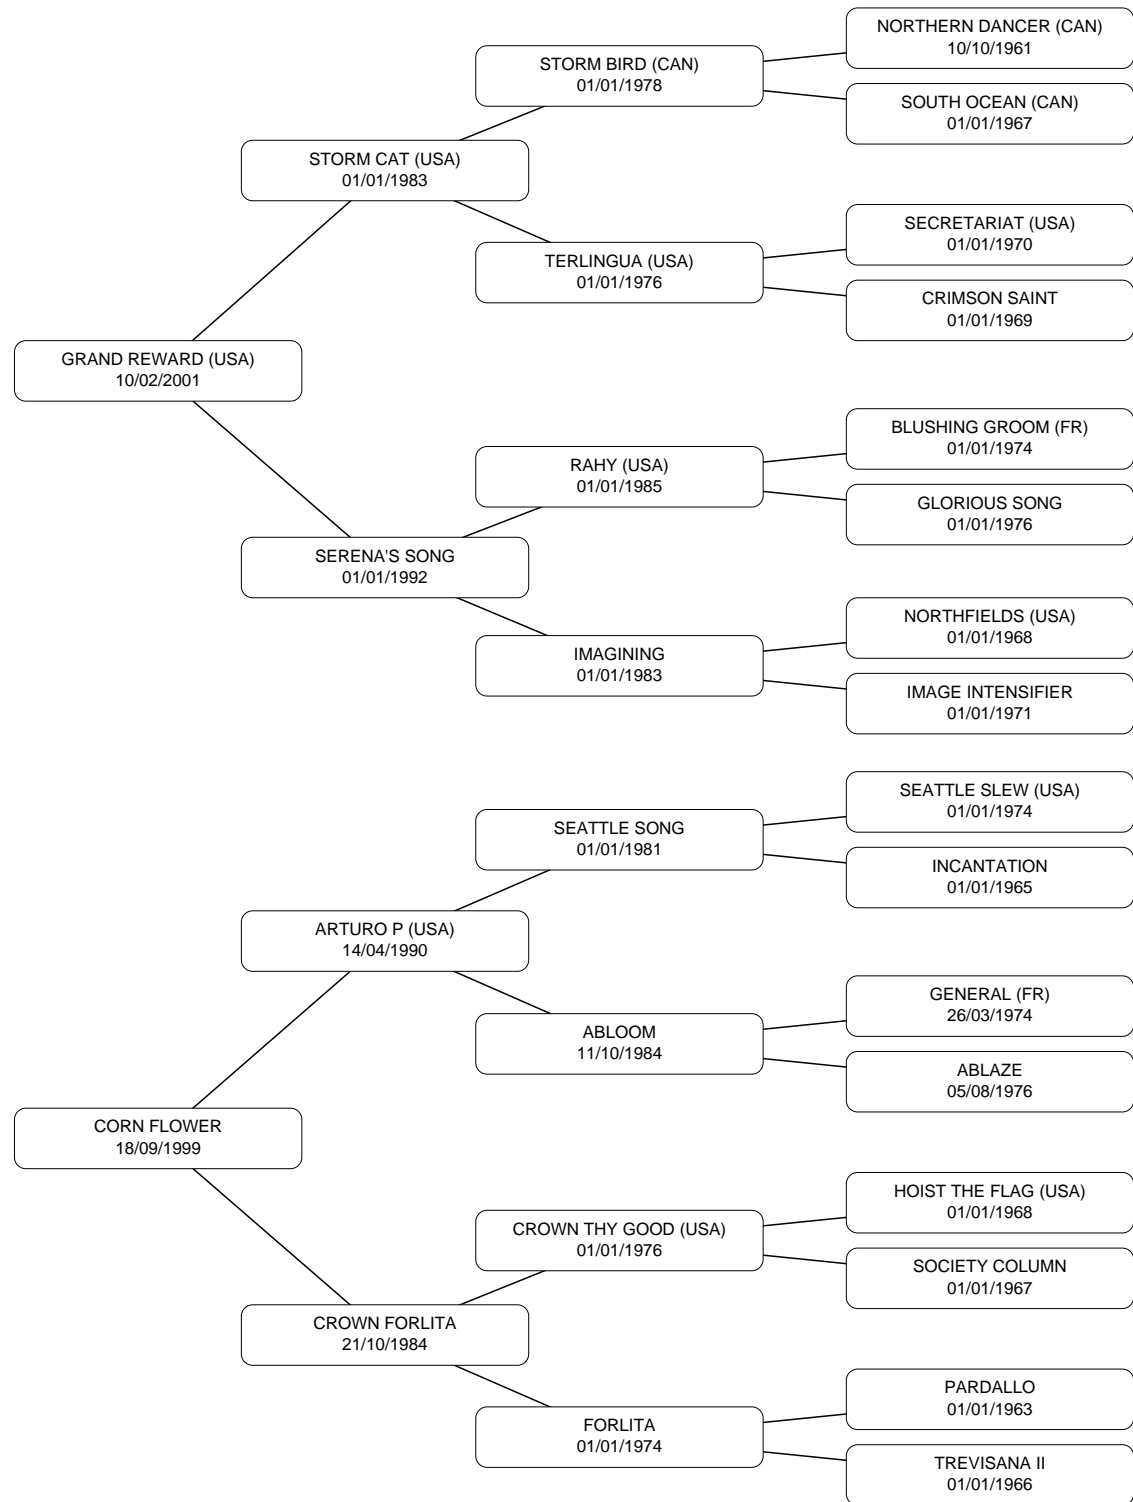 NORTHERN DANCER (CAN)
10/10/1961
STORM BIRD (CAN)
01/01/1978
SOUTH OCEAN (CAN)
01/01/1967
STORM CAT (USA)
01/01/1983
SECRETARIAT (USA)
01/01/1970
TERLINGUA (USA)
01/01/1976
CRIMSON SAINT
01/01/1969
GRAND REWARD (USA)
10/02/2001
BLUSHING GROOM (FR)
01/01/1974
RAHY (USA)
01/01/1985
GLORIOUS SONG
01/01/1976
SERENA'S SONG
01/01/1992
NORTHFIELDS (USA)
01/01/1968
IMAGINING
01/01/1983
IMAGE INTENSIFIER
01/01/1971
SEATTLE SLEW (USA)
01/01/1974
SEATTLE SONG
01/01/1981
INCANTATION
01/01/1965
ARTURO P (USA)
14/04/1990
GENERAL (FR)
26/03/1974
ABLOOM
11/10/1984
ABLAZE
05/08/1976
CORN FLOWER
18/09/1999
HOIST THE FLAG (USA)
01/01/1968
CROWN THY GOOD (USA)
01/01/1976
SOCIETY COLUMN
01/01/1967
CROWN FORLITA
21/10/1984
PARDALLO
01/01/1963
FORLITA
01/01/1974
TREVISANA II
01/01/1966